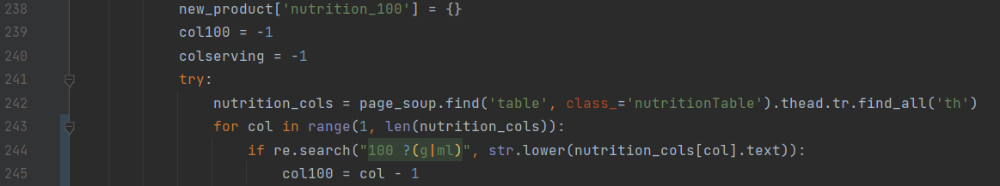 238 new_product['nutrition_100'] = {}
239 col100 = -1
240 colserving = -1
241 try:
242 nutrition_cols = page_soup.find('table', class_='nutritionTable').thead.tr.find_all('th')
243 for col in range(1, len(nutrition_cols)):
244 if re.search("100 ?(g|ml)", str.lower(nutrition_cols[col].text)):
245 col100 = col - 1